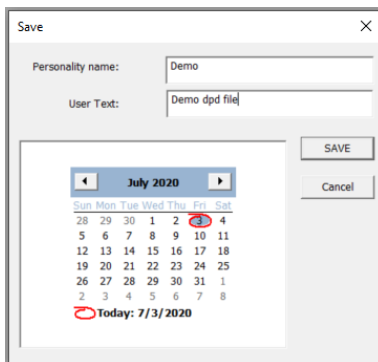 Save
Personality name: Demo
User Text: Demo dpd file
SAVE
Cancel
July 2020
Sun Mon Tue Wed Thu Fri Sat
28 29 30 1 2 3 4
5 6 7 8 9 10 11
12 13 14 15 16 17 18
19 20 21 22 23 24 25
26 27 28 29 30 31 1
2 3 4 5 6 7 8
Today: 7/3/2020